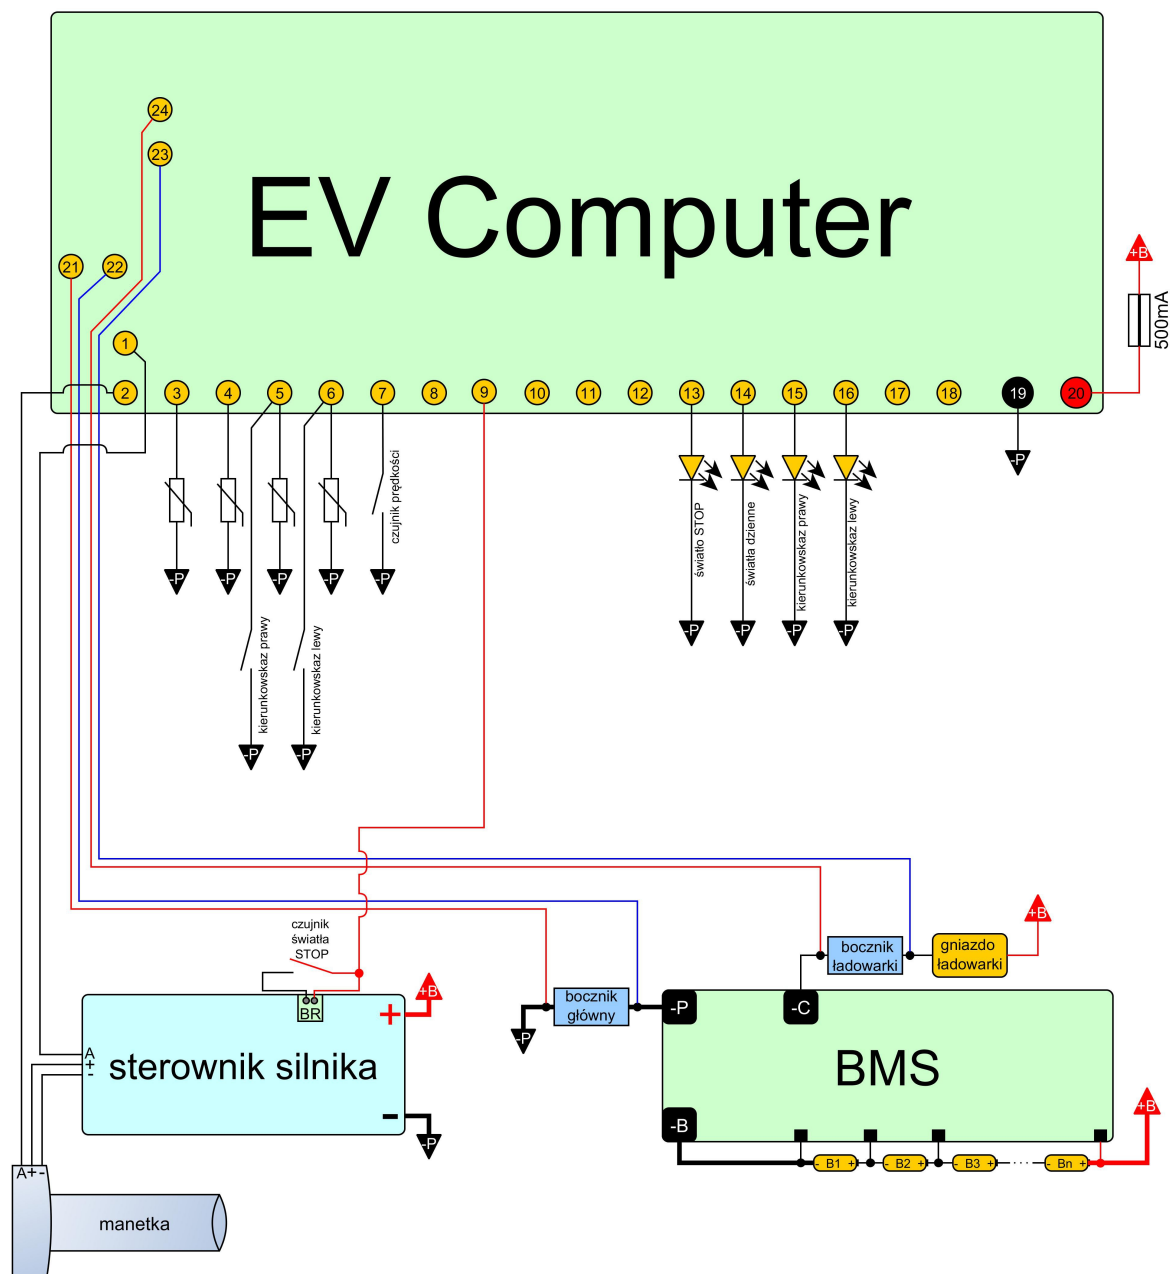 24
23
EV Computer
21
22
+B
500mA
1
2
3
4
5
6
7
8
9
10
11
12
13
14
15
16
17
18
19
20
czujnik prędkości
światło STOP
światła dzienne
kierunkowskaz prawy
kierunkowskaz lewy
-P
-P
-P
-P
-P
-P
-P
-P
-P
-P
kierunkowskaz prawy
kierunkowskaz lewy
-P
-P
czujnik
światła
STOP
BR
+
+B
A
+
-
sterownik silnika
-
-P
bocznik
główny
-P
-P
bocznik
ładowarki
gniazdo
ładowarki
+B
-C
BMS
-B
+B
- B1 +
- B2 +
- B3 +
- Bn +
A+-
manetka